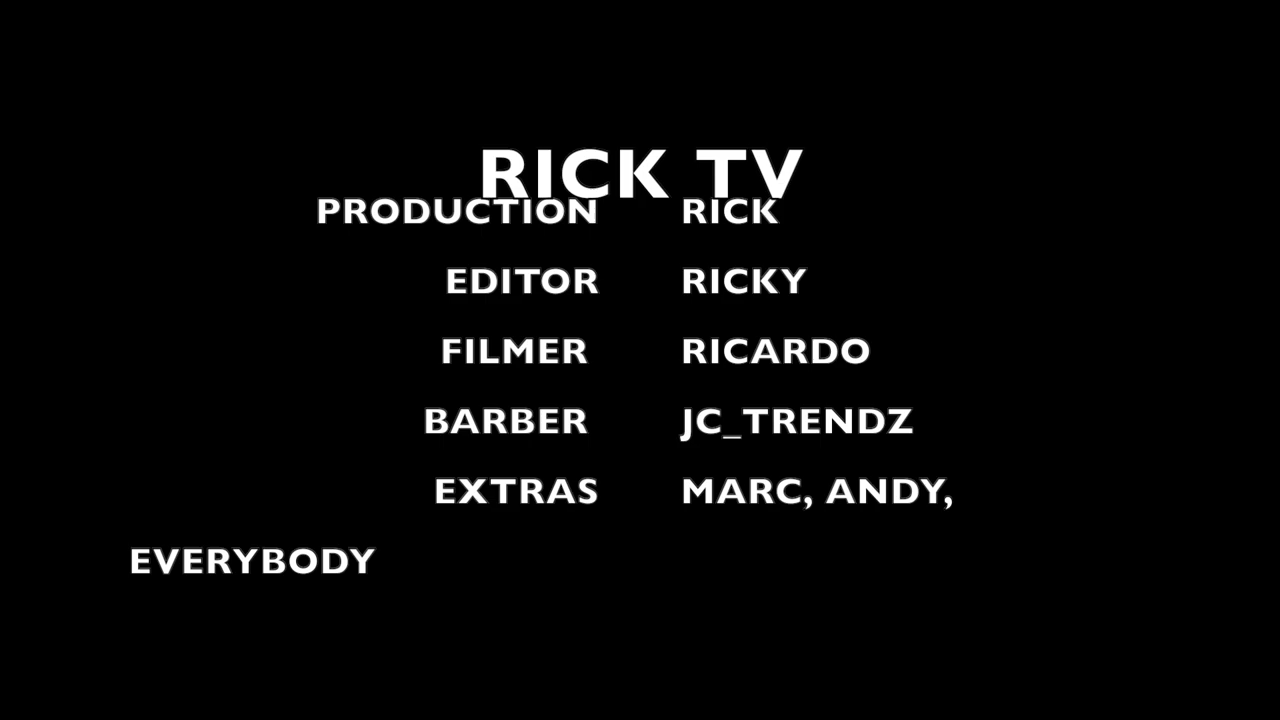 RICK TV
PRODUCTION RICK
EDITOR RICKY
FILMER RICARDO
BARBER JC_TRENDZ
EXTRAS MARC, ANDY,
EVERYBODY